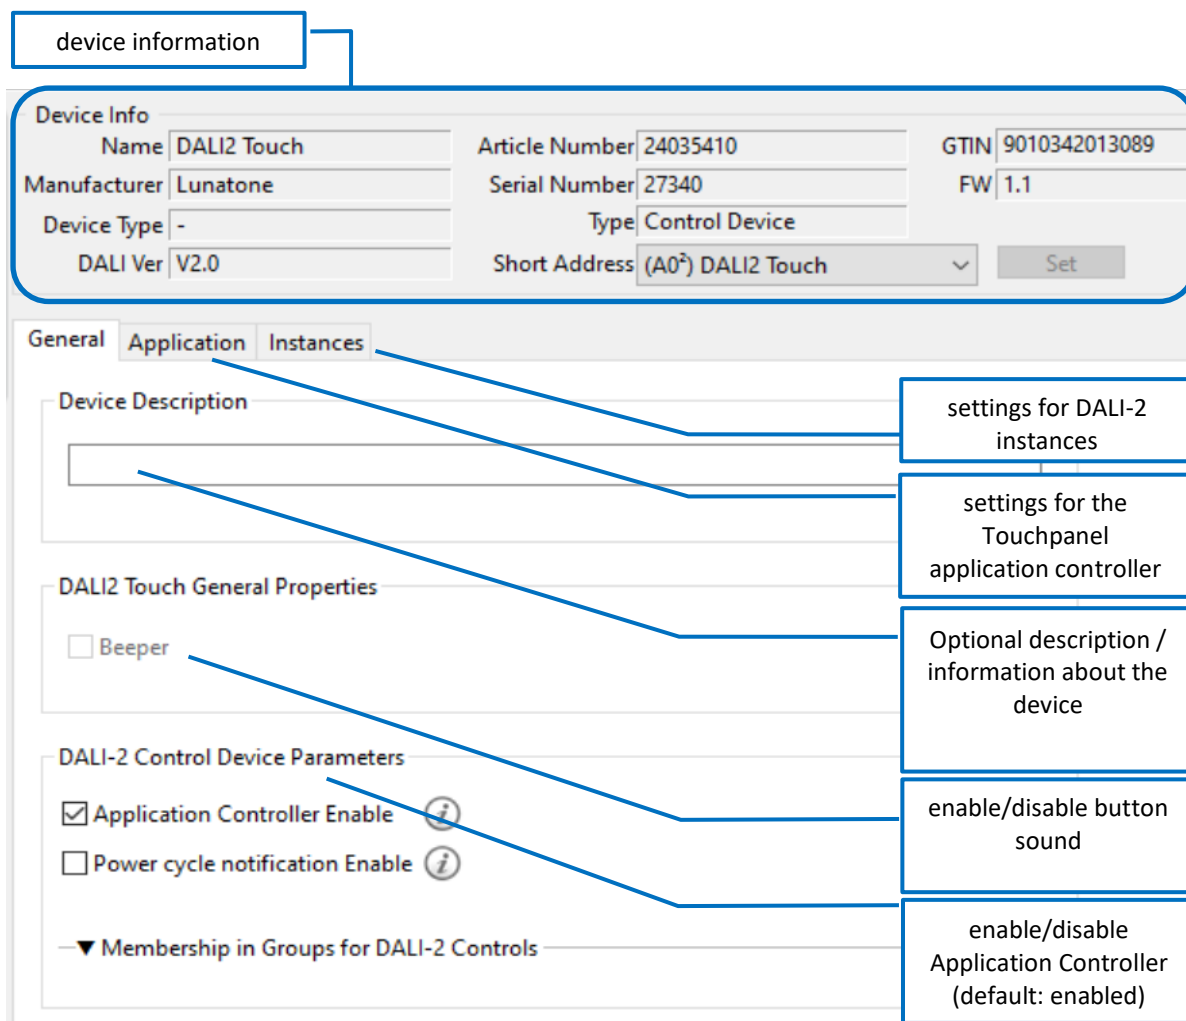 device information
Device Info
Name DALI2 Touch Article Number 24035410 GTIN 9010342013089
Manufacturer Lunatone Serial Number 27340 FW 1.1
Device Type - Type Control Device
DALI Ver V2.0 Short Address (A0²) DALI2 Touch Set
General Application Instances
Device Description
settings for DALI-2
instances
settings for the
Touchpanel
application controller
DALI2 Touch General Properties
Beeper
Optional description /
information about the
device
DALI-2 Control Device Parameters
Application Controller Enable i
Power cycle notification Enable i
enable/disable button
sound
▼ Membership in Groups for DALI-2 Controls
enable/disable
Application Controller
(default: enabled)